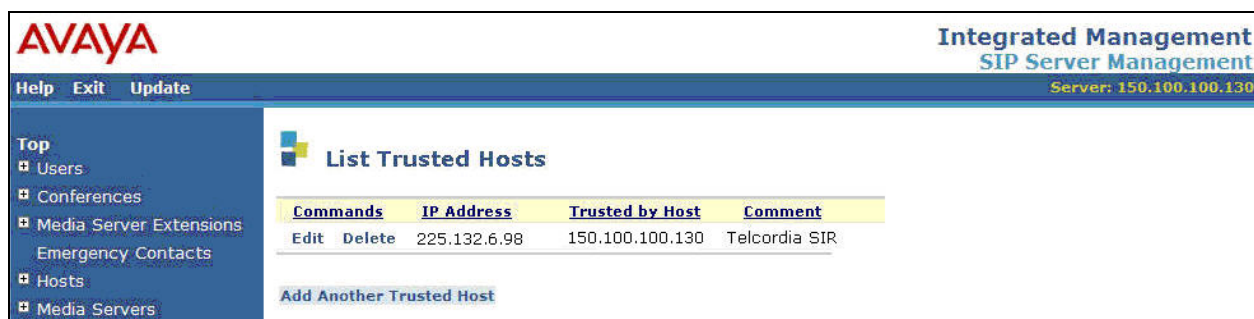 AVAYA
Integrated Management
SIP Server Management
Help Exit Update
Server: 150.100.100.130
Top
Users
Conferences
Media Server Extensions
Emergency Contacts
Hosts
Media Servers
List Trusted Hosts
Commands IP Address Trusted by Host Comment
Edit Delete 225.132.6.98 150.100.100.130 Telcordia SIR
Add Another Trusted Host